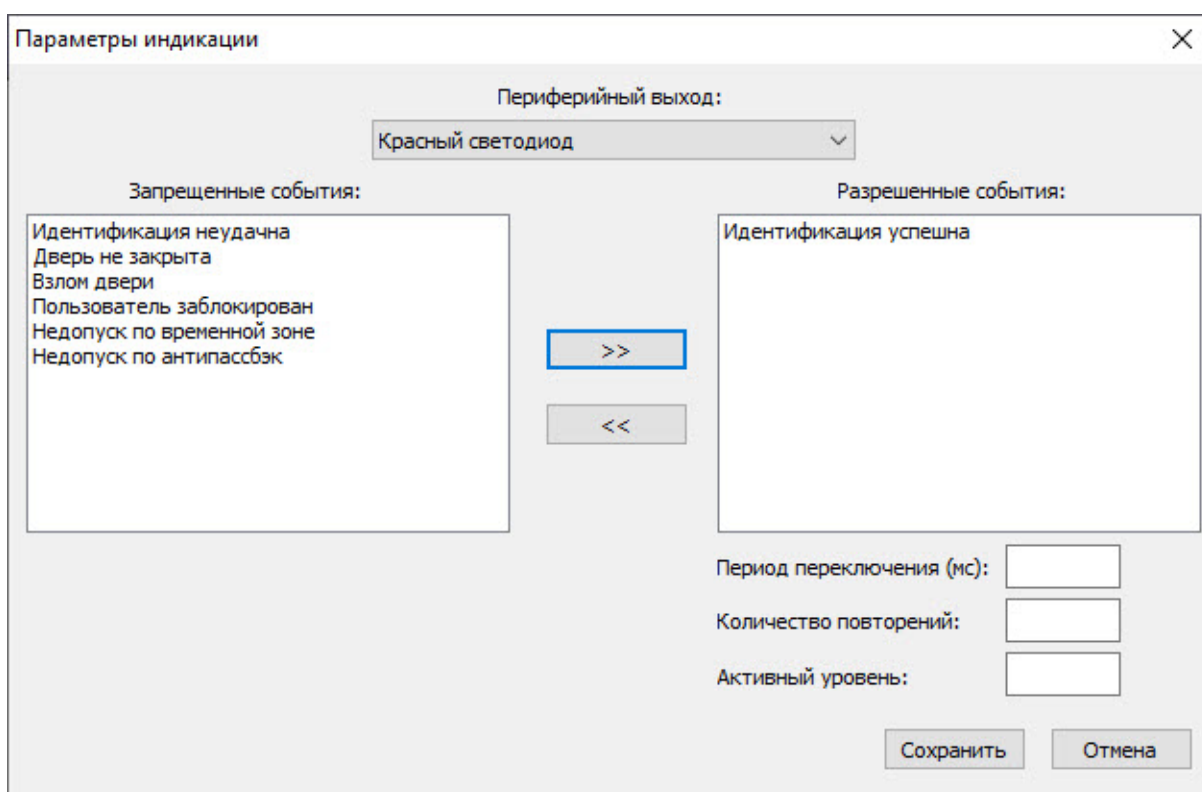 Параметры индикации
Периферийный выход:
Красный светодиод
Запрещенные события:
Идентификация неудачна
Дверь не закрыта
Взлом двери
Пользователь заблокирован
Недопуск по временной зоне
Недопуск по антипассбэк
>>
<<
Разрешенные события:
Идентификация успешна
Период переключения (мс):
Количество повторений:
Активный уровень:
Сохранить
Отмена